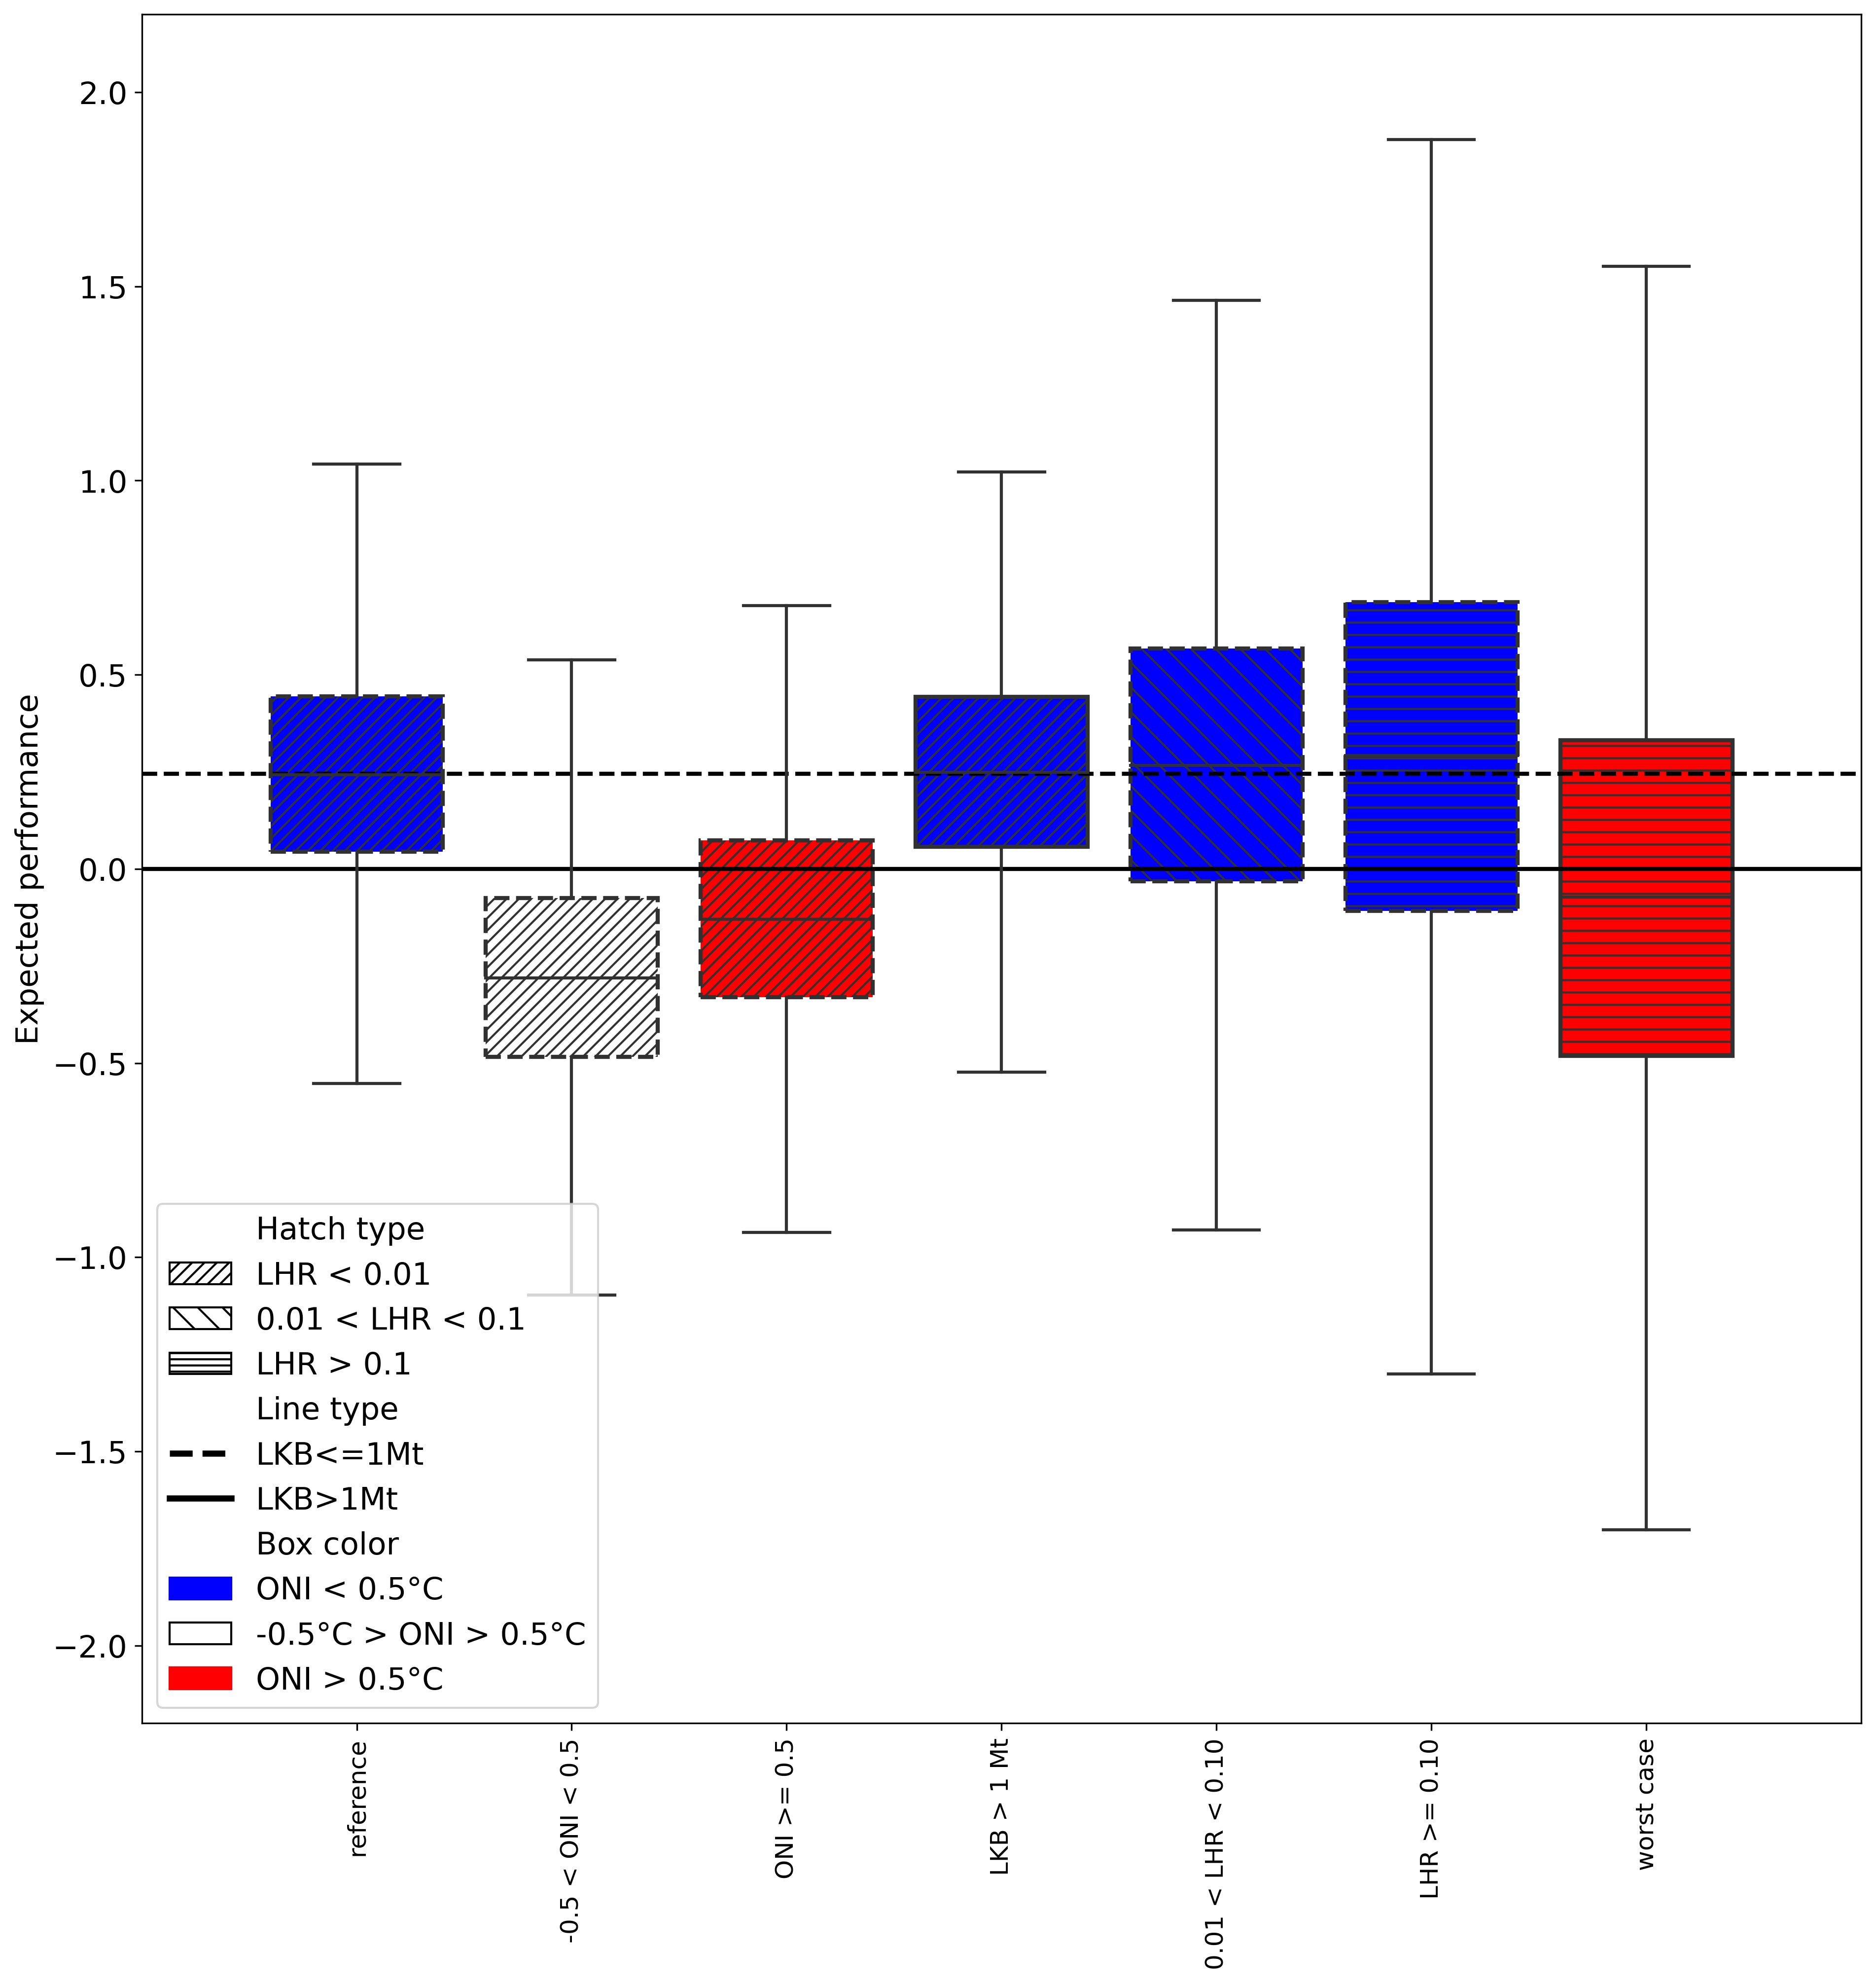 Expected performance
2.0
1.5
1.0
0.5
0.0
−0.5
−1.0
−1.5
−2.0
Hatch type
LHR < 0.01
0.01 < LHR < 0.1
LHR > 0.1
Line type
LKB<=1Mt
LKB>1Mt
Box color
ONI < 0.5°C
-0.5°C > ONI > 0.5°C
ONI > 0.5°C
reference
-0.5 < ONI < 0.5
ONI >= 0.5
LKB > 1 Mt
0.01 < LHR < 0.10
LHR >= 0.10
worst case